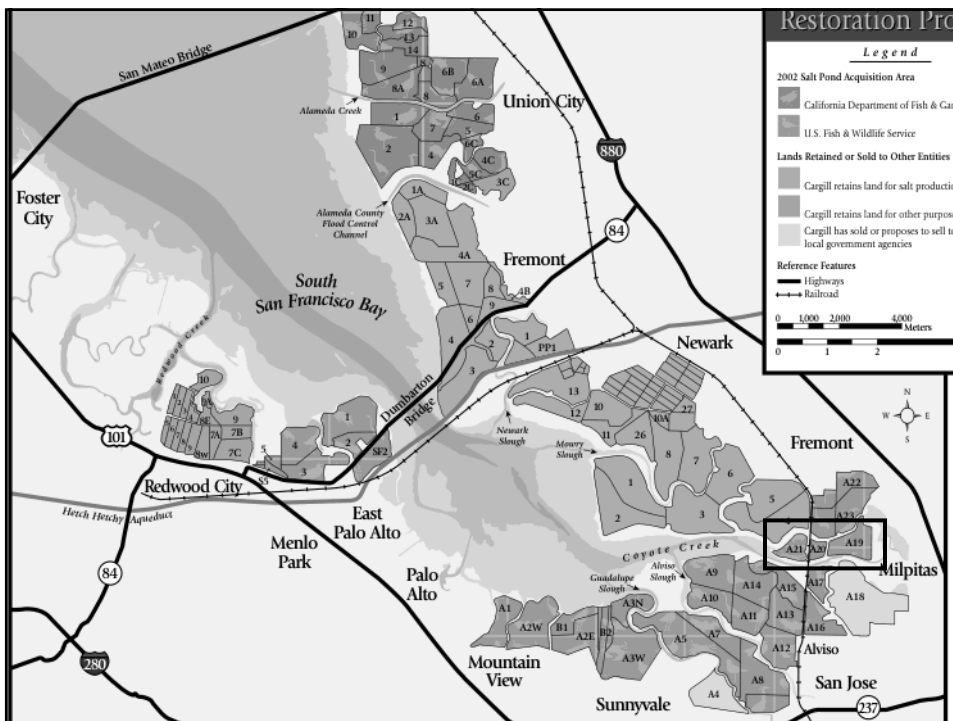 Restoration Pro
Legend
2002 Salt Pond Acquisition Area
California Department of Fish & Gam
U.S. Fish & Wildlife Service
Lands Retained or Sold to Other Entities
Cargill retains land for salt productio
Cargill retains land for other purpos
Cargill has sold or proposes to sell to
local government agencies
Reference Features
Highways
Railroad
0 1,000 2,000 4,000
Meters
0 1 2
N
W E
S
San Mateo Bridge
Alameda Creek
Union City
880
Foster
City
Alameda County
Flood Control
Channel
84
Fremont
South
San Francisco Bay
Redwood Creek
Newark
Dumbarton
Bridge
Newark
Slough
Mowry
Slough
Fremont
101
Redwood City
Hetch Hetchy Aqueduct
East
Palo Alto
Menlo
Park
84
Palo
Alto
Coyote Creek
Guadalupe
Slough
Alviso
Slough
Milpitas
280
Mountain
View
Sunnyvale
Alviso
San Jose
237
11
12
10
13
14
8
9
6B
6A
8A
8
1
7
6
5
2
4
6C
4C
5C
3C
2C
1A
2A
3A
4A
5
7
8
4B
9
6
4
2
1
PP1
3
13
12
10
10A
27
11
26
8
7
6
1
2
3
5
10
9
8E
7A
7B
7C
8W
5
S5
4
3
1
2
SF2
A22
A23
A21
A20
A19
A17
A18
A9
A10
A14
A15
A11
A13
A16
A12
A1
A2W
B1
A2E
B2
A3N
A3W
A5
A7
A8
A4